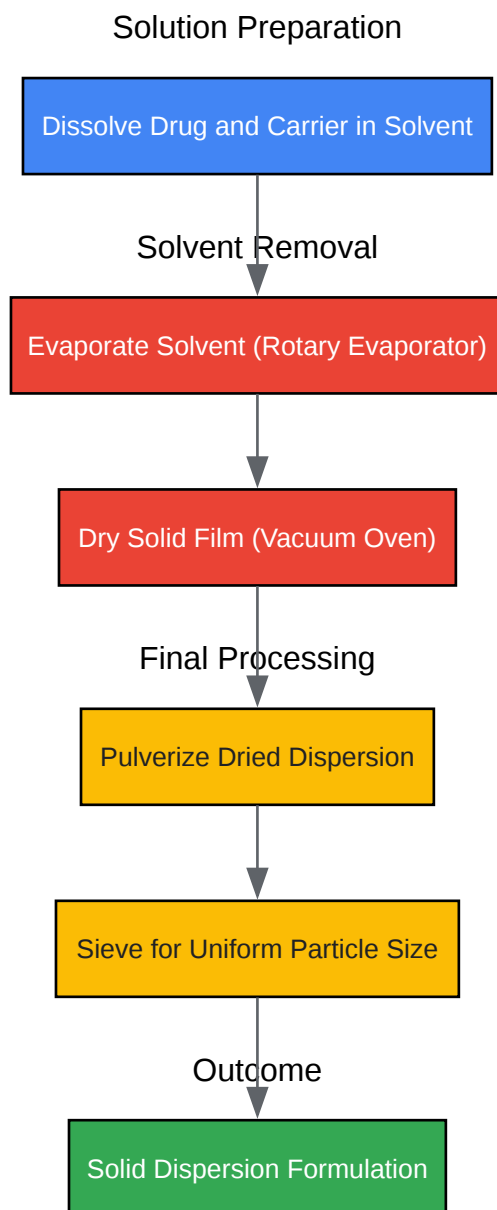 Solution Preparation
Dissolve Drug and Carrier in Solvent
Solvent Removal
Evaporate Solvent (Rotary Evaporator)
Dry Solid Film (Vacuum Oven)
Final Processing
Pulverize Dried Dispersion
Sieve for Uniform Particle Size
Outcome
Solid Dispersion Formulation